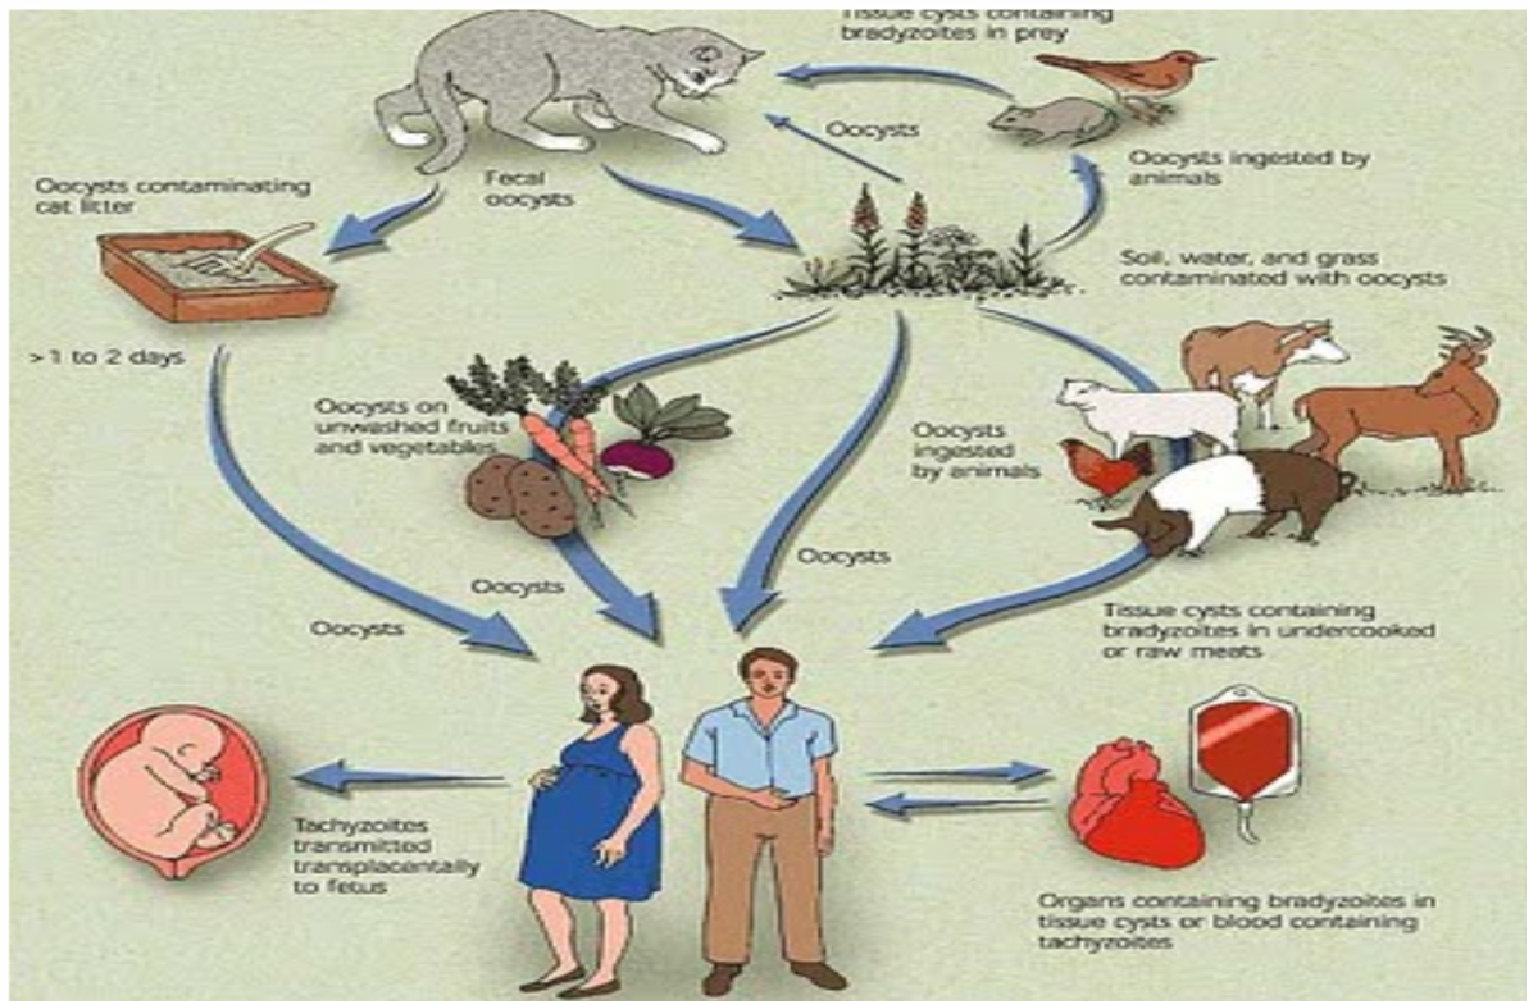 Tissue cysts containing
bradyzoites in prey
Oocysts
Oocysts ingested by
animals
Oocysts contaminating
cat litter
Fecal
oocysts
Soil, water, and grass
contaminated with oocysts
> 1 to 2 days
Oocysts on
unwashed fruits
and vegetables
Oocysts
ingested
by animals
Oocysts
Oocysts
Oocysts
Tissue cysts containing
bradyzoites in undercooked
or raw meats
Tachyzoites
transmitted
transplacentally
to fetus
Organs containing bradyzoites in
tissue cysts or blood containing
tachyzoites